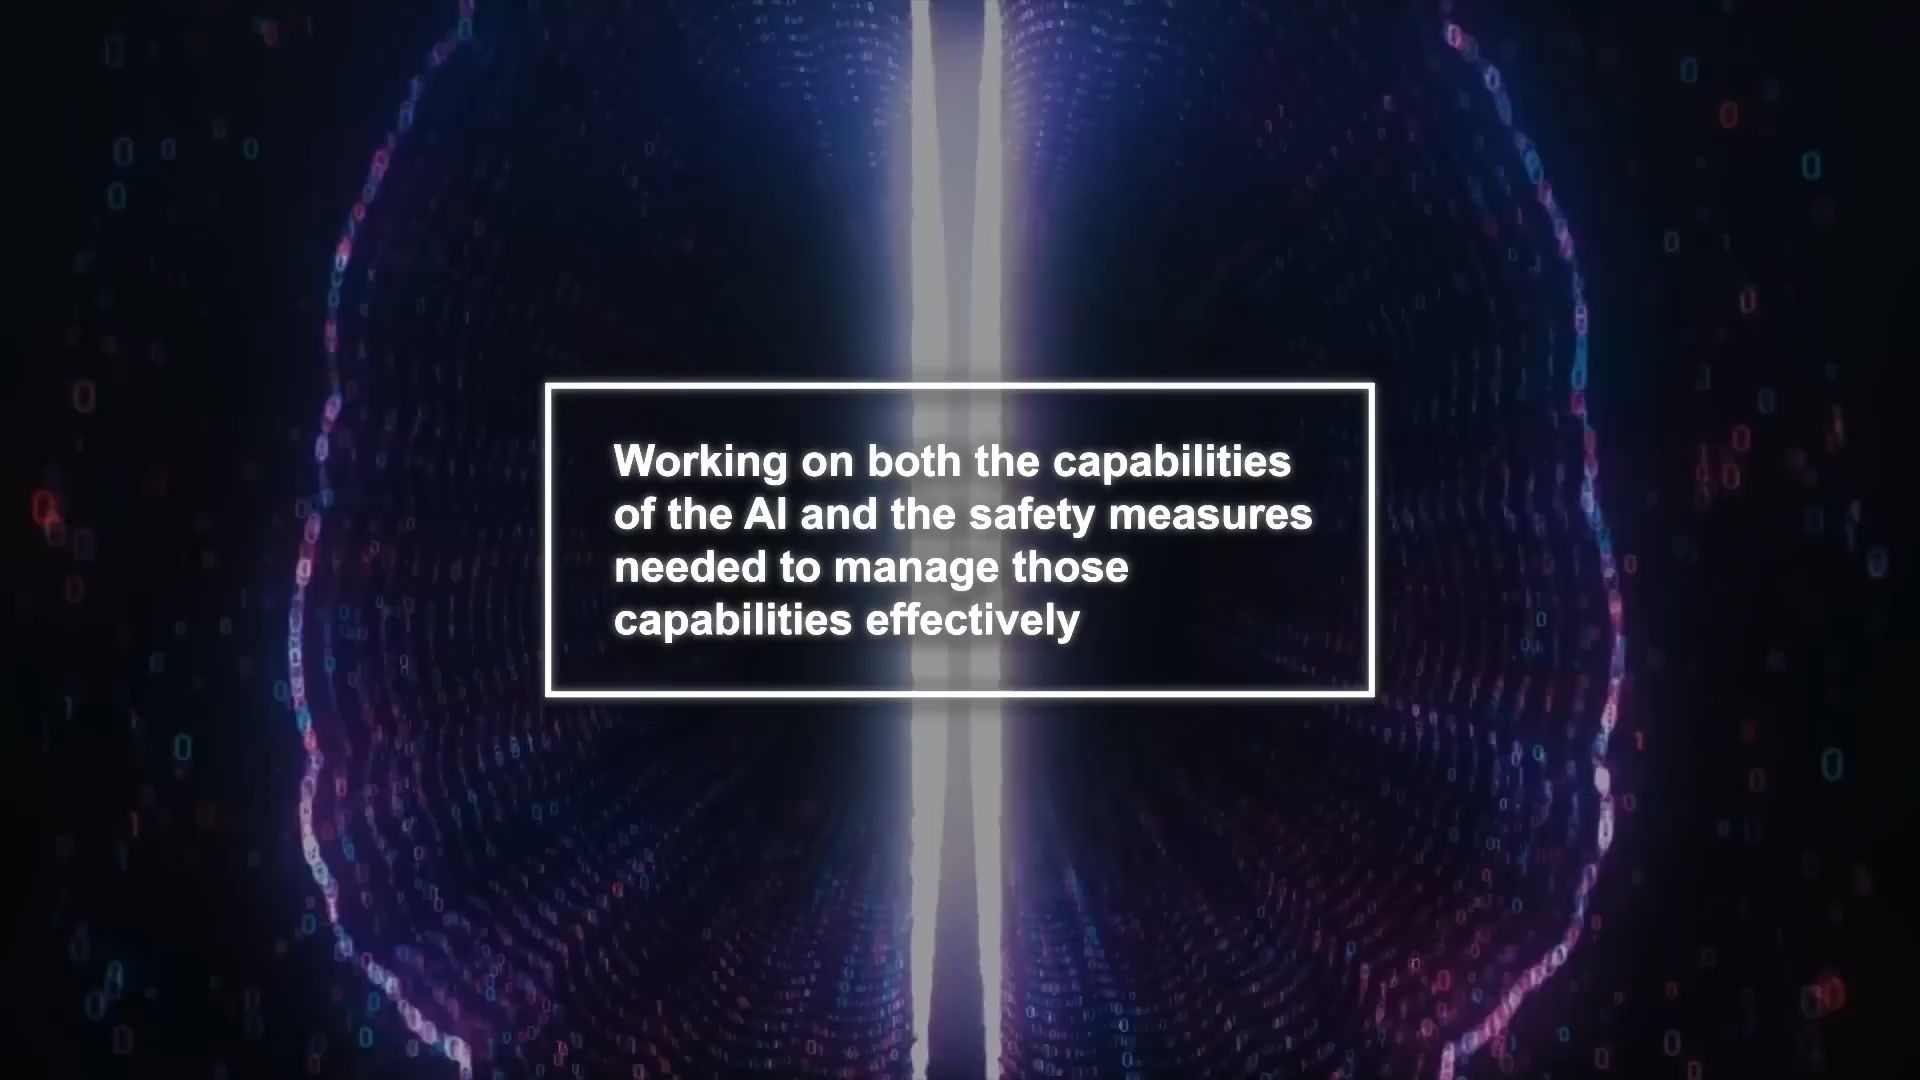 Working on both the capabilities
of the AI and the safety measures
needed to manage those
capabilities effectively